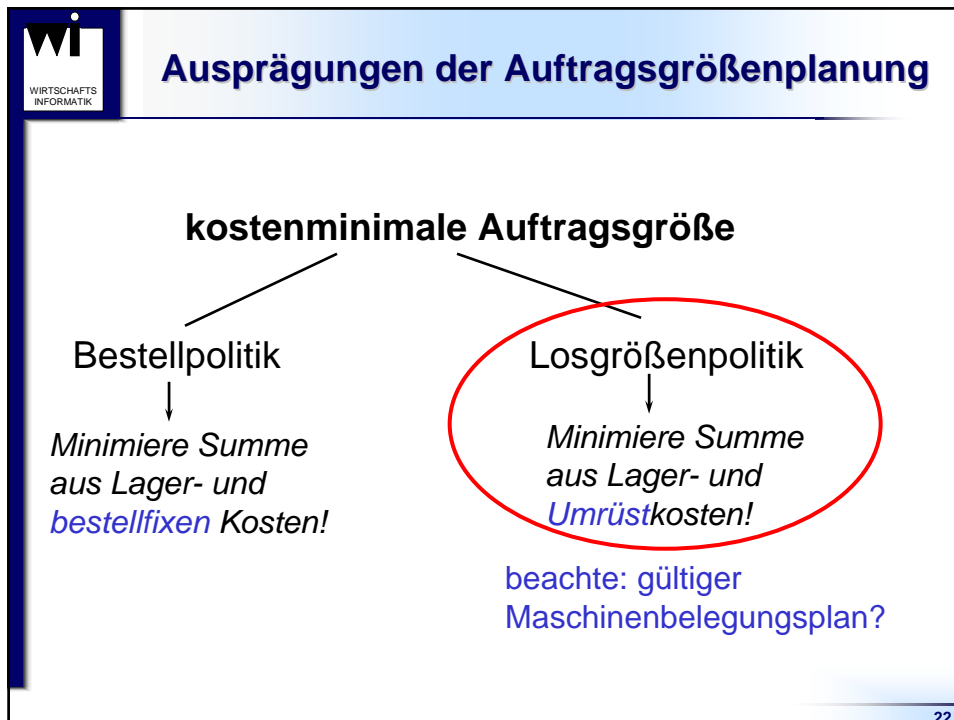 WI
WIRTSCHAFTS
INFORMATIK
Ausprägungen der Auftragsgrößenplanung
kostenminimale Auftragsgröße
Bestellpolitik
Minimiere Summe
aus Lager- und
bestellfixen Kosten!
Losgrößenpolitik
Minimiere Summe
aus Lager- und
Umrüstkosten!
beachte: gültiger
Maschinenbelegungsplan?
22